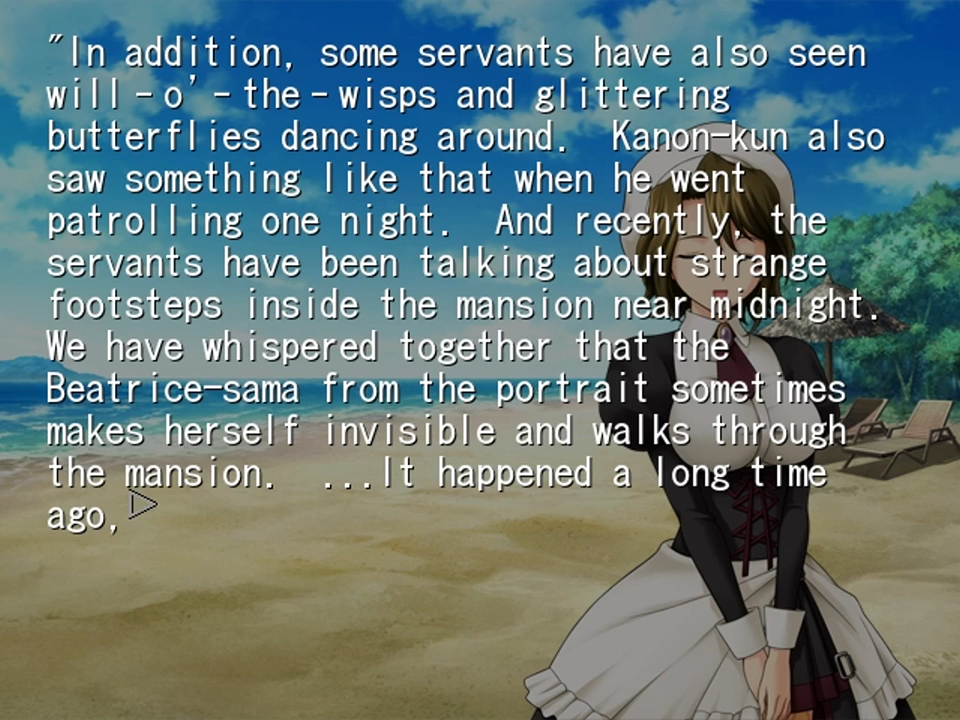 "In addition, some servants have also seen
will-o'-the-wisps and glittering
butterflies dancing around.  Kanon-kun also
saw something like that when he went
patrolling one night.  And recently, the
servants have been talking about strange
footsteps inside the mansion near midnight.
We have whispered together that the
Beatrice-sama from the portrait sometimes
makes herself invisible and walks through
the mansion.  ...It happened a long time
ago,